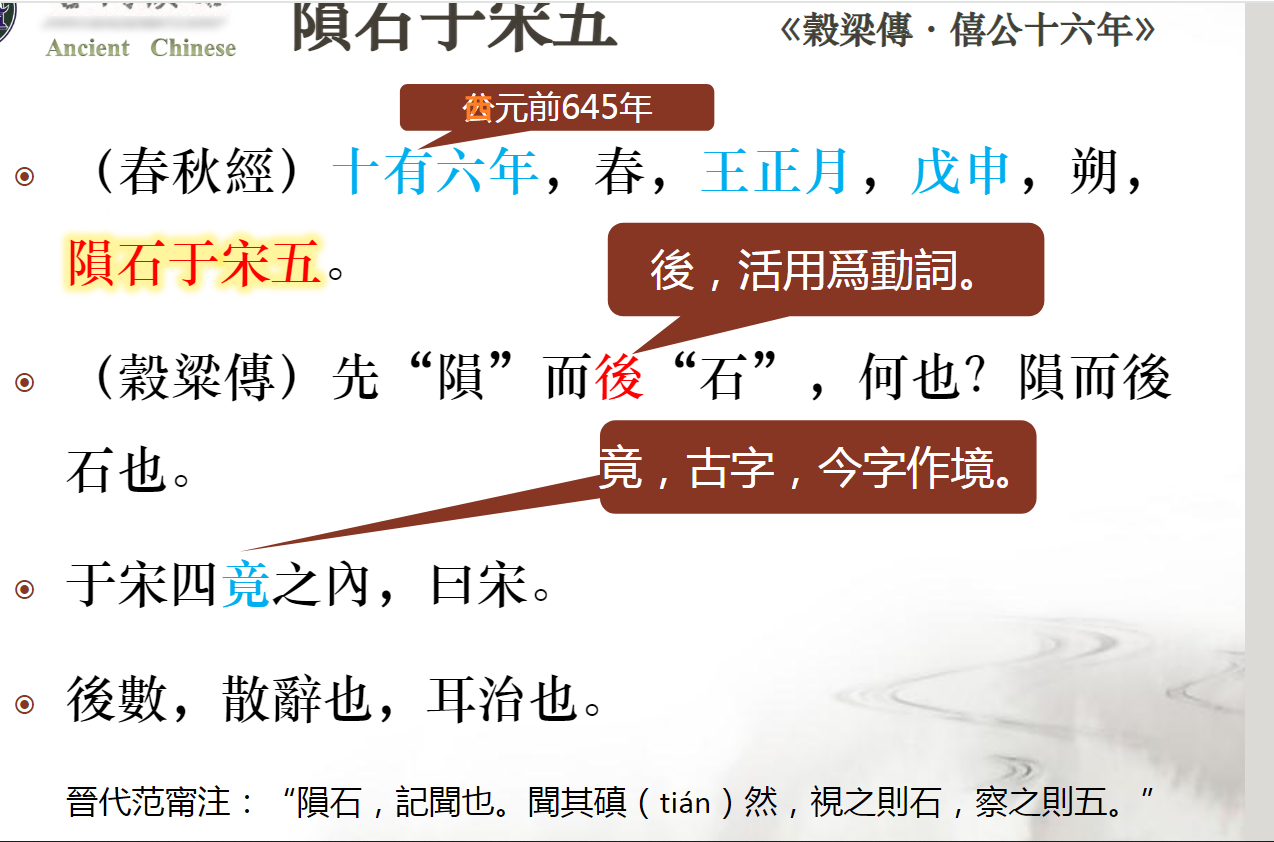 Ancient Chinese
隕石于宋五
《穀梁傳·僖公十六年》
元前645年
（春秋經）十有六年，春，王正月，戊申，朔，
隕石于宋五。
後，活用爲動詞。
（穀梁傳）先“隕”而後“石”，何也？隕而後
石也。
竟，古字，今字作境。
于宋四竟之內，曰宋。
後數，散辭也，耳治也。
晉代范甯注：“隕石，記聞也。聞其磌（tián）然，視之則石，察之則五。”